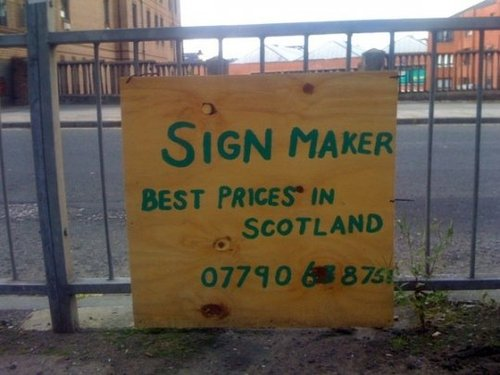 SIGN MAKER
BEST PRICES IN
SCOTLAND
07790